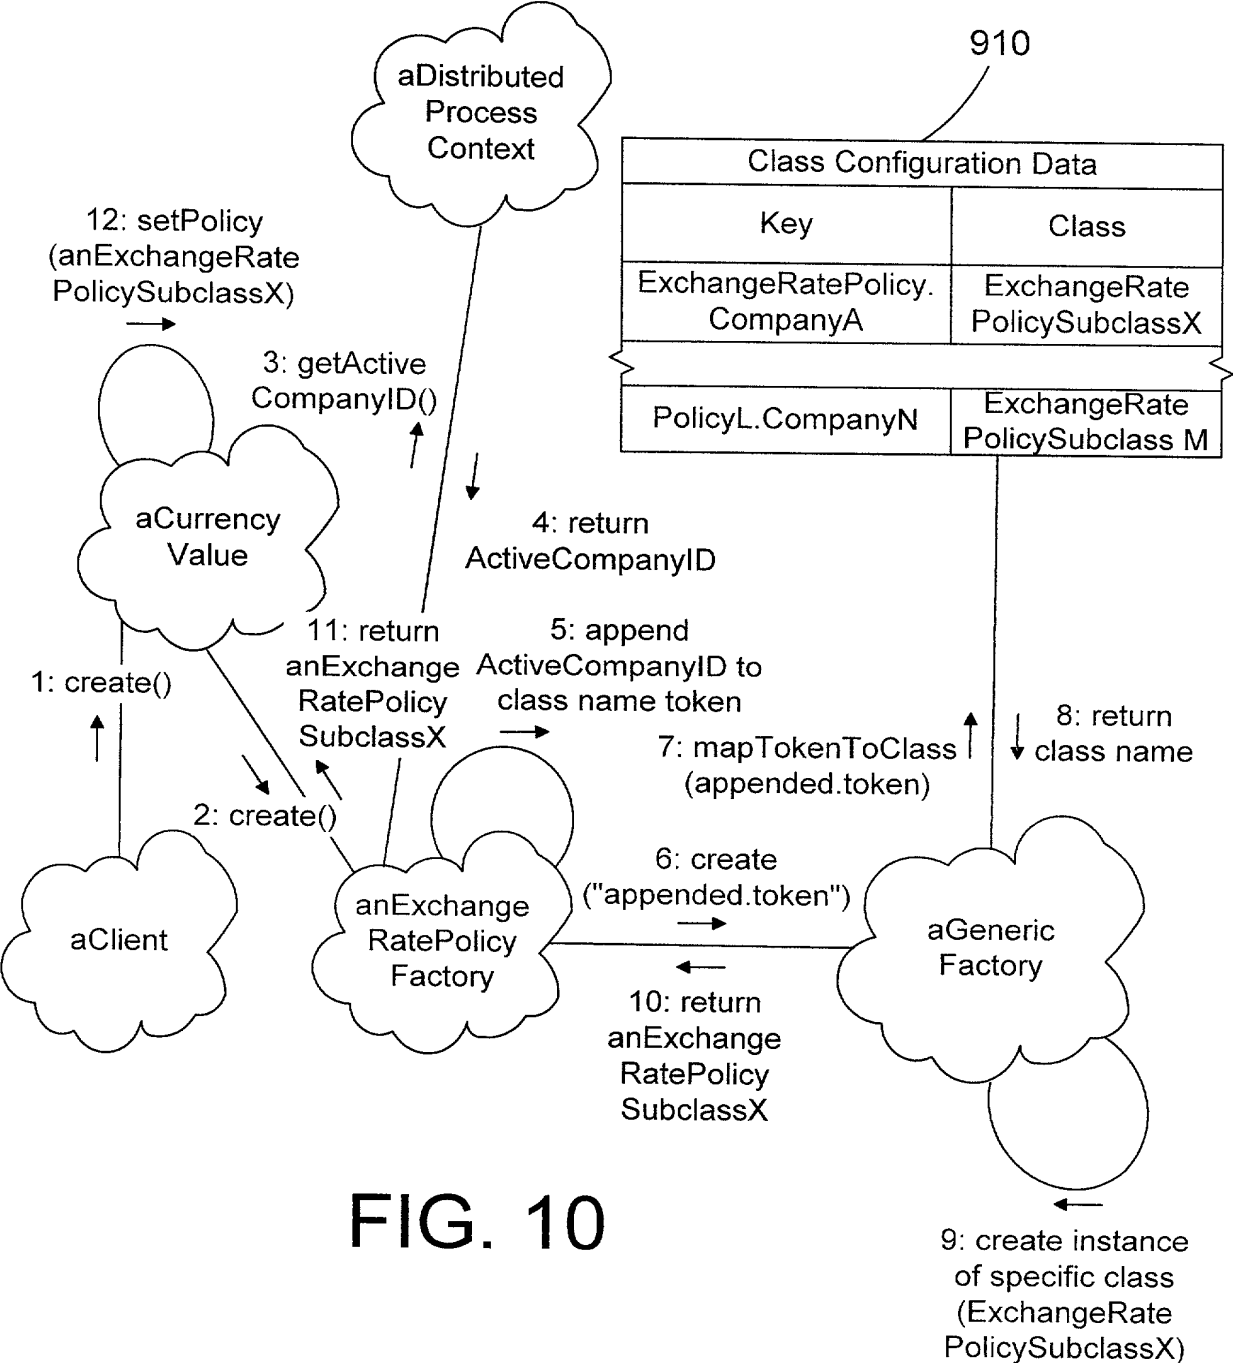 910
aDistributed
Process
Context
Class Configuration Data
Key
Class
ExchangeRatePolicy.
CompanyA
ExchangeRate
PolicySubclassX
PolicyL.CompanyN
ExchangeRate
PolicySubclass M
12: setPolicy
(anExchangeRate
PolicySubclassX)
3: getActive
CompanyID()
aCurrency
Value
4: return
ActiveCompanyID
1: create()
11: return
anExchange
RatePolicy
SubclassX
5: append
ActiveCompanyID to
class name token
7: mapTokenToClass
(appended.token)
8: return
class name
2: create()
6: create
("appended.token")
aClient
anExchange
RatePolicy
Factory
aGeneric
Factory
10: return
anExchange
RatePolicy
SubclassX
9: create instance
of specific class
(ExchangeRate
PolicySubclassX)
FIG. 10